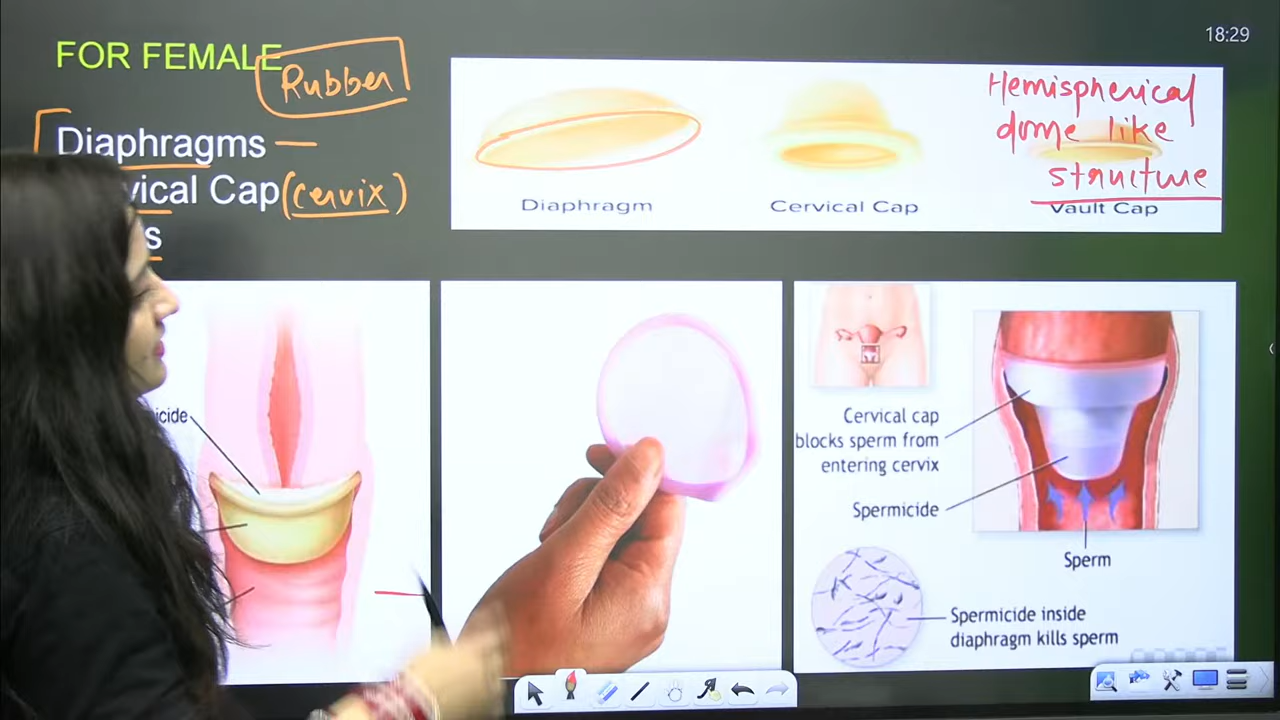 18:29
FOR FEMALE
Rubber
Diaphragms —
vical Cap (cervix)
s
Hemispherical
dome like
structure
Diaphragm
Cervical Cap
Vault Cap
icide
Cervical cap
blocks sperm from
entering cervix
Spermicide
Sperm
Spermicide inside
diaphragm kills sperm